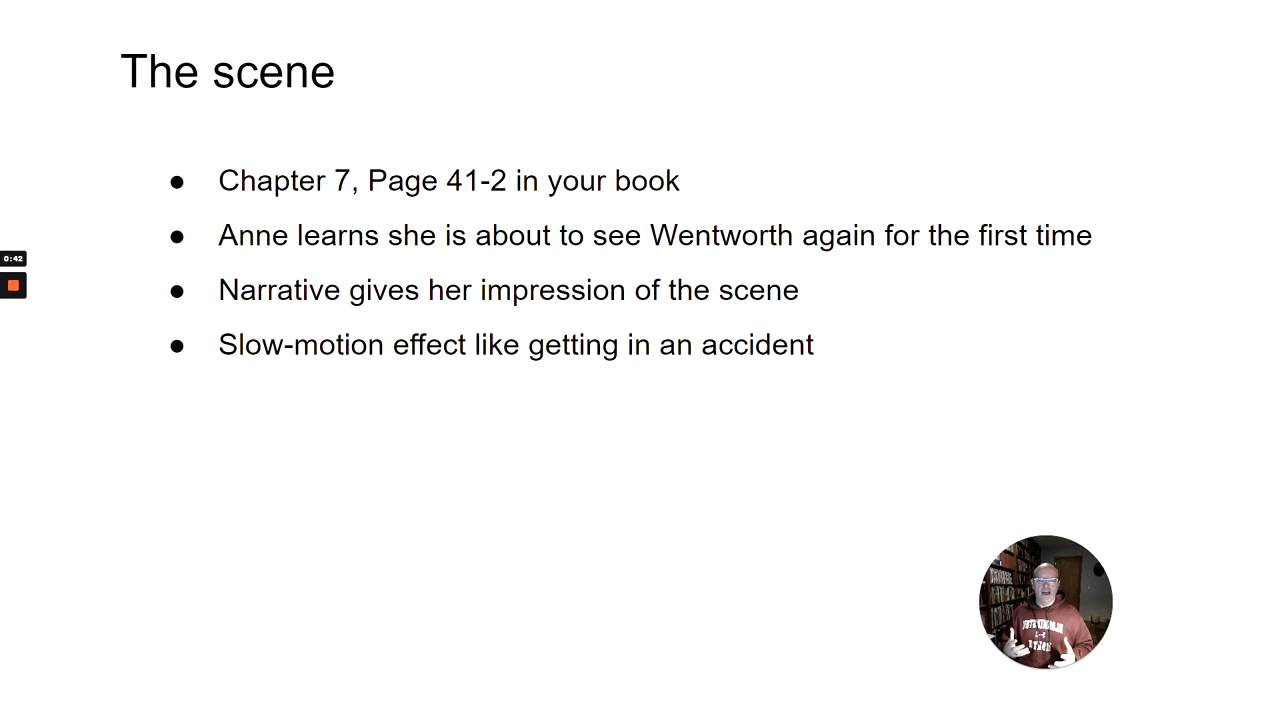 The scene
● Chapter 7, Page 41-2 in your book
● Anne learns she is about to see Wentworth again for the first time
● Narrative gives her impression of the scene
● Slow-motion effect like getting in an accident
0:42